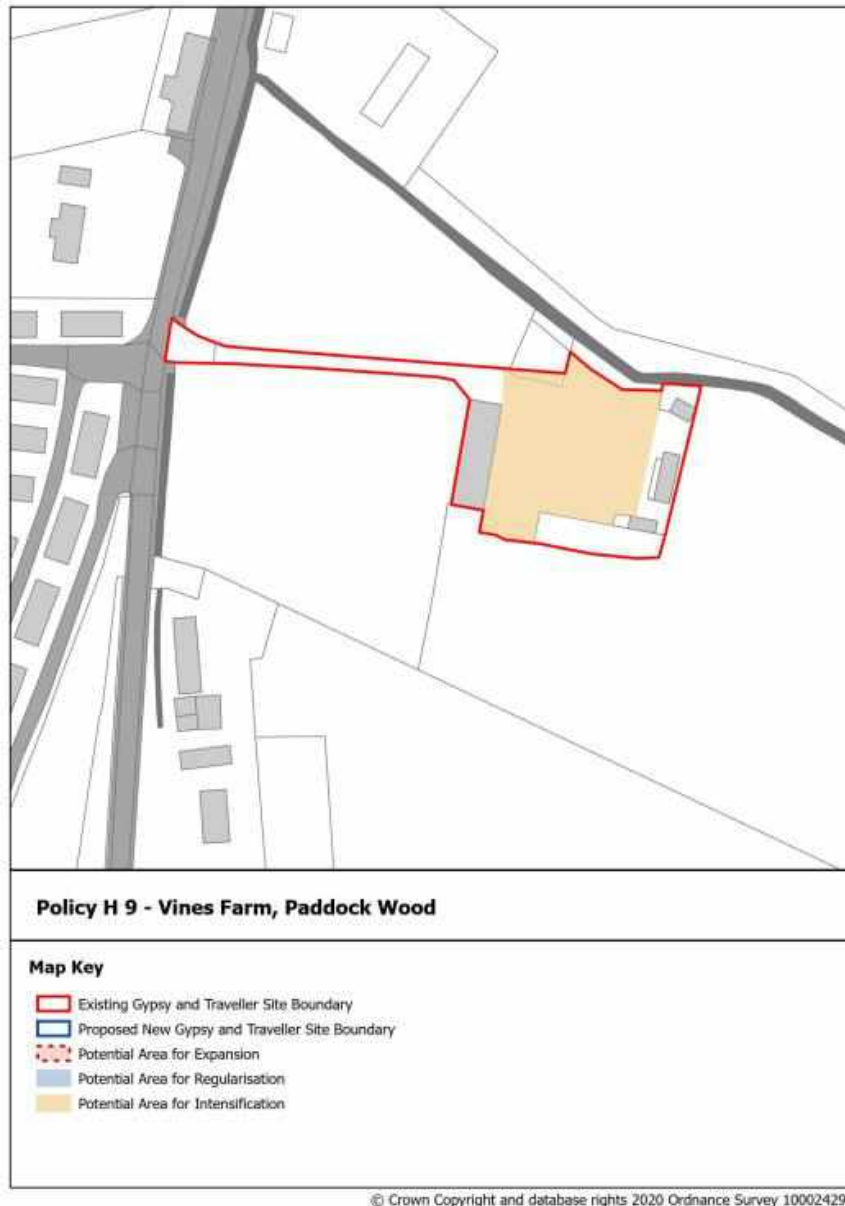 Policy H 9 - Vines Farm, Paddock Wood
Map Key
Existing Gypsy and Traveller Site Boundary
Proposed New Gypsy and Traveller Site Boundary
Potential Area for Expansion
Potential Area for Regularisation
Potential Area for Intensification
© Crown Copyright and database rights 2020 Ordnance Survey 10002429